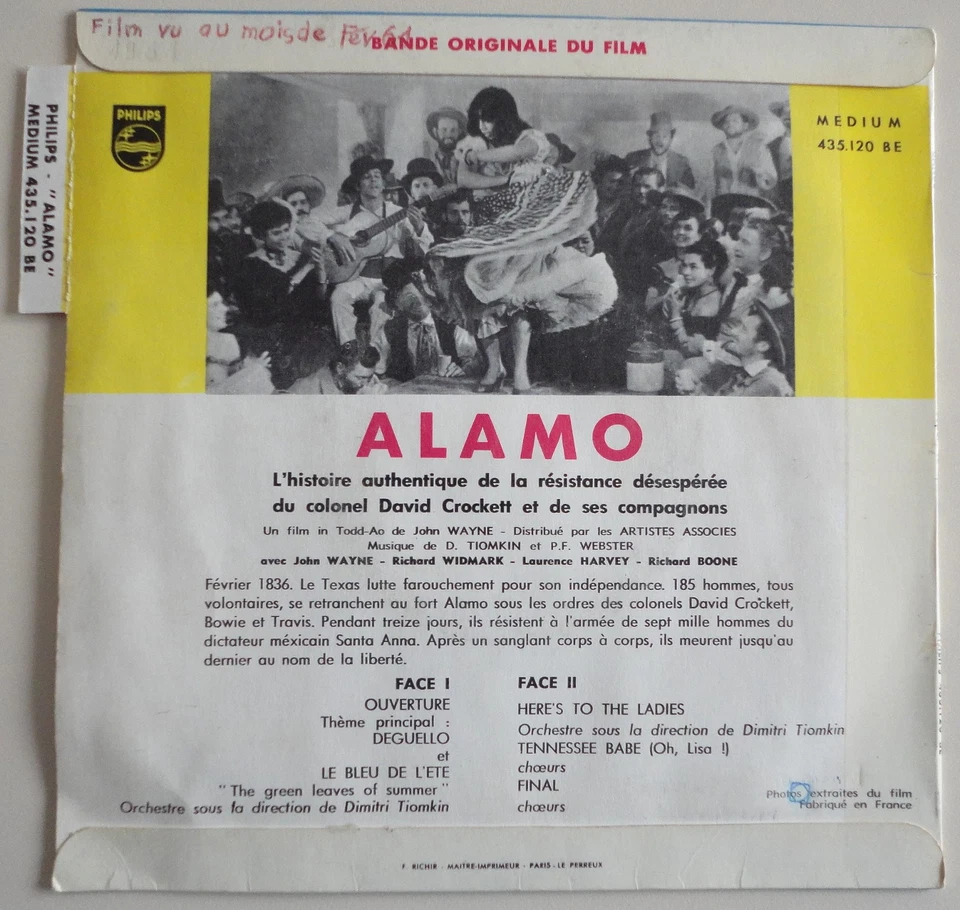 Film vu au mois de Fév 61
1961
BANDE ORIGINALE DU FILM
PHILIPS
MEDIUM
435.120 BE
PHILIPS - "ALAMO"
MEDIUM 435.120 BE
ALAMO
L'histoire authentique de la résistance désespérée
du colonel David Crockett et de ses compagnons
Un film in Todd-Ao de John WAYNE - Distribué par les ARTISTES ASSOCIES
Musique de D. TIOMKIN et P.F. WEBSTER
avec John WAYNE - Richard WIDMARK - Laurence HARVEY - Richard BOONE
Février 1836. Le Texas lutte farouchement pour son indépendance. 185 hommes, tous
volontaires, se retranchent au fort Alamo sous les ordres des colonels David Crockett,
Bowie et Travis. Pendant treize jours, ils résistent à l'armée de sept mille hommes du
dictateur méxicain Santa Anna. Après un sanglant corps à corps, ils meurent jusqu'au
dernier au nom de la liberté.
FACE I
OUVERTURE
Thème principal :
DEGUELLO
et
LE BLEU DE L'ETE
"The green leaves of summer"
Orchestre sous la direction de Dimitri Tiomkin
FACE II
HERE'S TO THE LADIES
Orchestre sous la direction de Dimitri Tiomkin
TENNESSEE BABE (Oh, Lisa !)
chœurs
FINAL
chœurs
Photos extraites du film
Fabriqué en France
F. RICHIR - MAITRE-IMPRIMEUR - PARIS - LE PERREUX